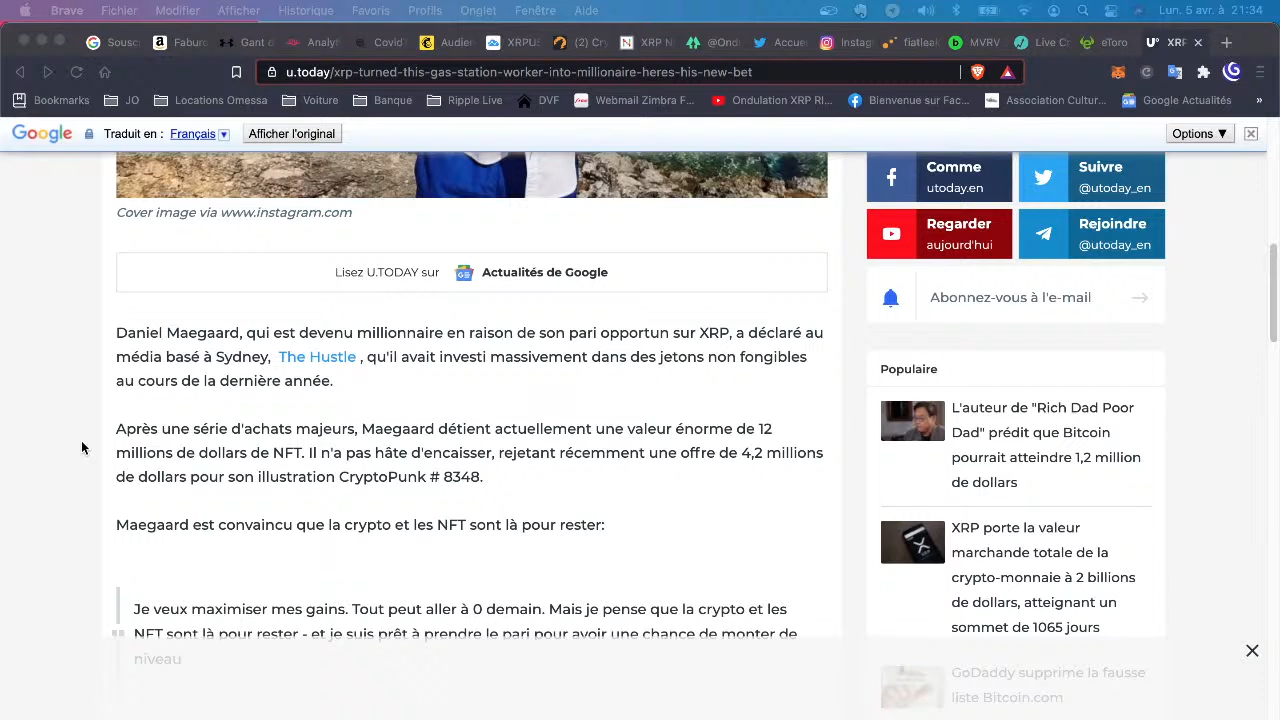 Brave Fichier Modifier Afficher Historique Favoris Profils Onglet Fenêtre Aide Lun. 5 avr. à 21:34
Sousc Faburo Gant d Analyt Covid Audien XRPUS (2) Cry XRP N @Ondu Accue Instag fiatleak MVRV Live C eToro XRP
u.today/xrp-turned-this-gas-station-worker-into-millionaire-heres-his-new-bet
Bookmarks JO Locations Omessa Voiture Banque Ripple Live DVF Webmail Zimbra F... Ondulation XRP RI... Bienvenue sur Fac... Association Cultur... Google Actualités »
Google Traduit en : Français Afficher l'original Options ▼
Cover image via www.instagram.com
Lisez U.TODAY sur Actualités de Google
Daniel Maegaard, qui est devenu millionnaire en raison de son pari opportun sur XRP, a déclaré au
média basé à Sydney, The Hustle , qu'il avait investi massivement dans des jetons non fongibles
au cours de la dernière année.
Après une série d'achats majeurs, Maegaard détient actuellement une valeur énorme de 12
millions de dollars de NFT. Il n'a pas hâte d'encaisser, rejetant récemment une offre de 4,2 millions
de dollars pour son illustration CryptoPunk # 8348.
Maegaard est convaincu que la crypto et les NFT sont là pour rester:
Je veux maximiser mes gains. Tout peut aller à 0 demain. Mais je pense que la crypto et les
NFT sont là pour rester - et je suis prêt à prendre le pari pour avoir une chance de monter de
niveau
Comme
utoday.en
Suivre
@utoday_en
Regarder
aujourd'hui
Rejoindre
@utoday_en
Abonnez-vous à l'e-mail
Populaire
L'auteur de "Rich Dad Poor
Dad" prédit que Bitcoin
pourrait atteindre 1,2 million
de dollars
XRP porte la valeur
marchande totale de la
crypto-monnaie à 2 billions
de dollars, atteignant un
sommet de 1065 jours
GoDaddy supprime la fausse
liste Bitcoin.com